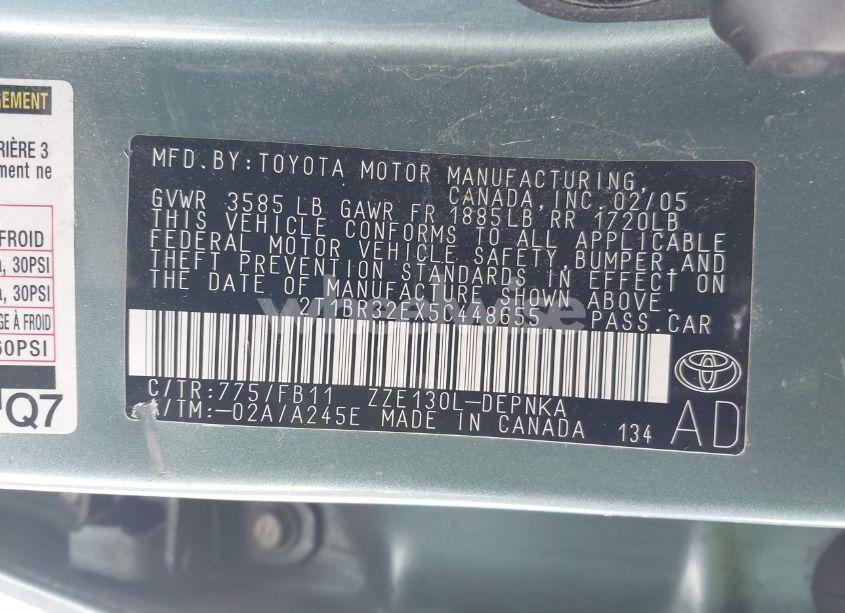 GEMENT
IÈRE 3
ment ne
FROID
a, 30PSI
a, 30PSI
GE À FROID
60PSI
Q7
MFD.BY:TOYOTA MOTOR MANUFACTURING,
CANADA, INC. 02/05
GVWR 3585 LB GAWR FR 1885LB, RR 1720LB
THIS VEHICLE CONFORMS TO ALL APPLICABLE
FEDERAL MOTOR VEHICLE SAFETY, BUMPER AND
THEFT PREVENTION STANDARDS IN EFFECT ON
THE DATE OF MANUFACTURE SHOWN ABOVE.
2T1BR32EX5C448655 PASS.CAR
C/TR:775/FB11 ZZE130L-DEPNKA
A/TM:-02A/A245E MADE IN CANADA 134 AD